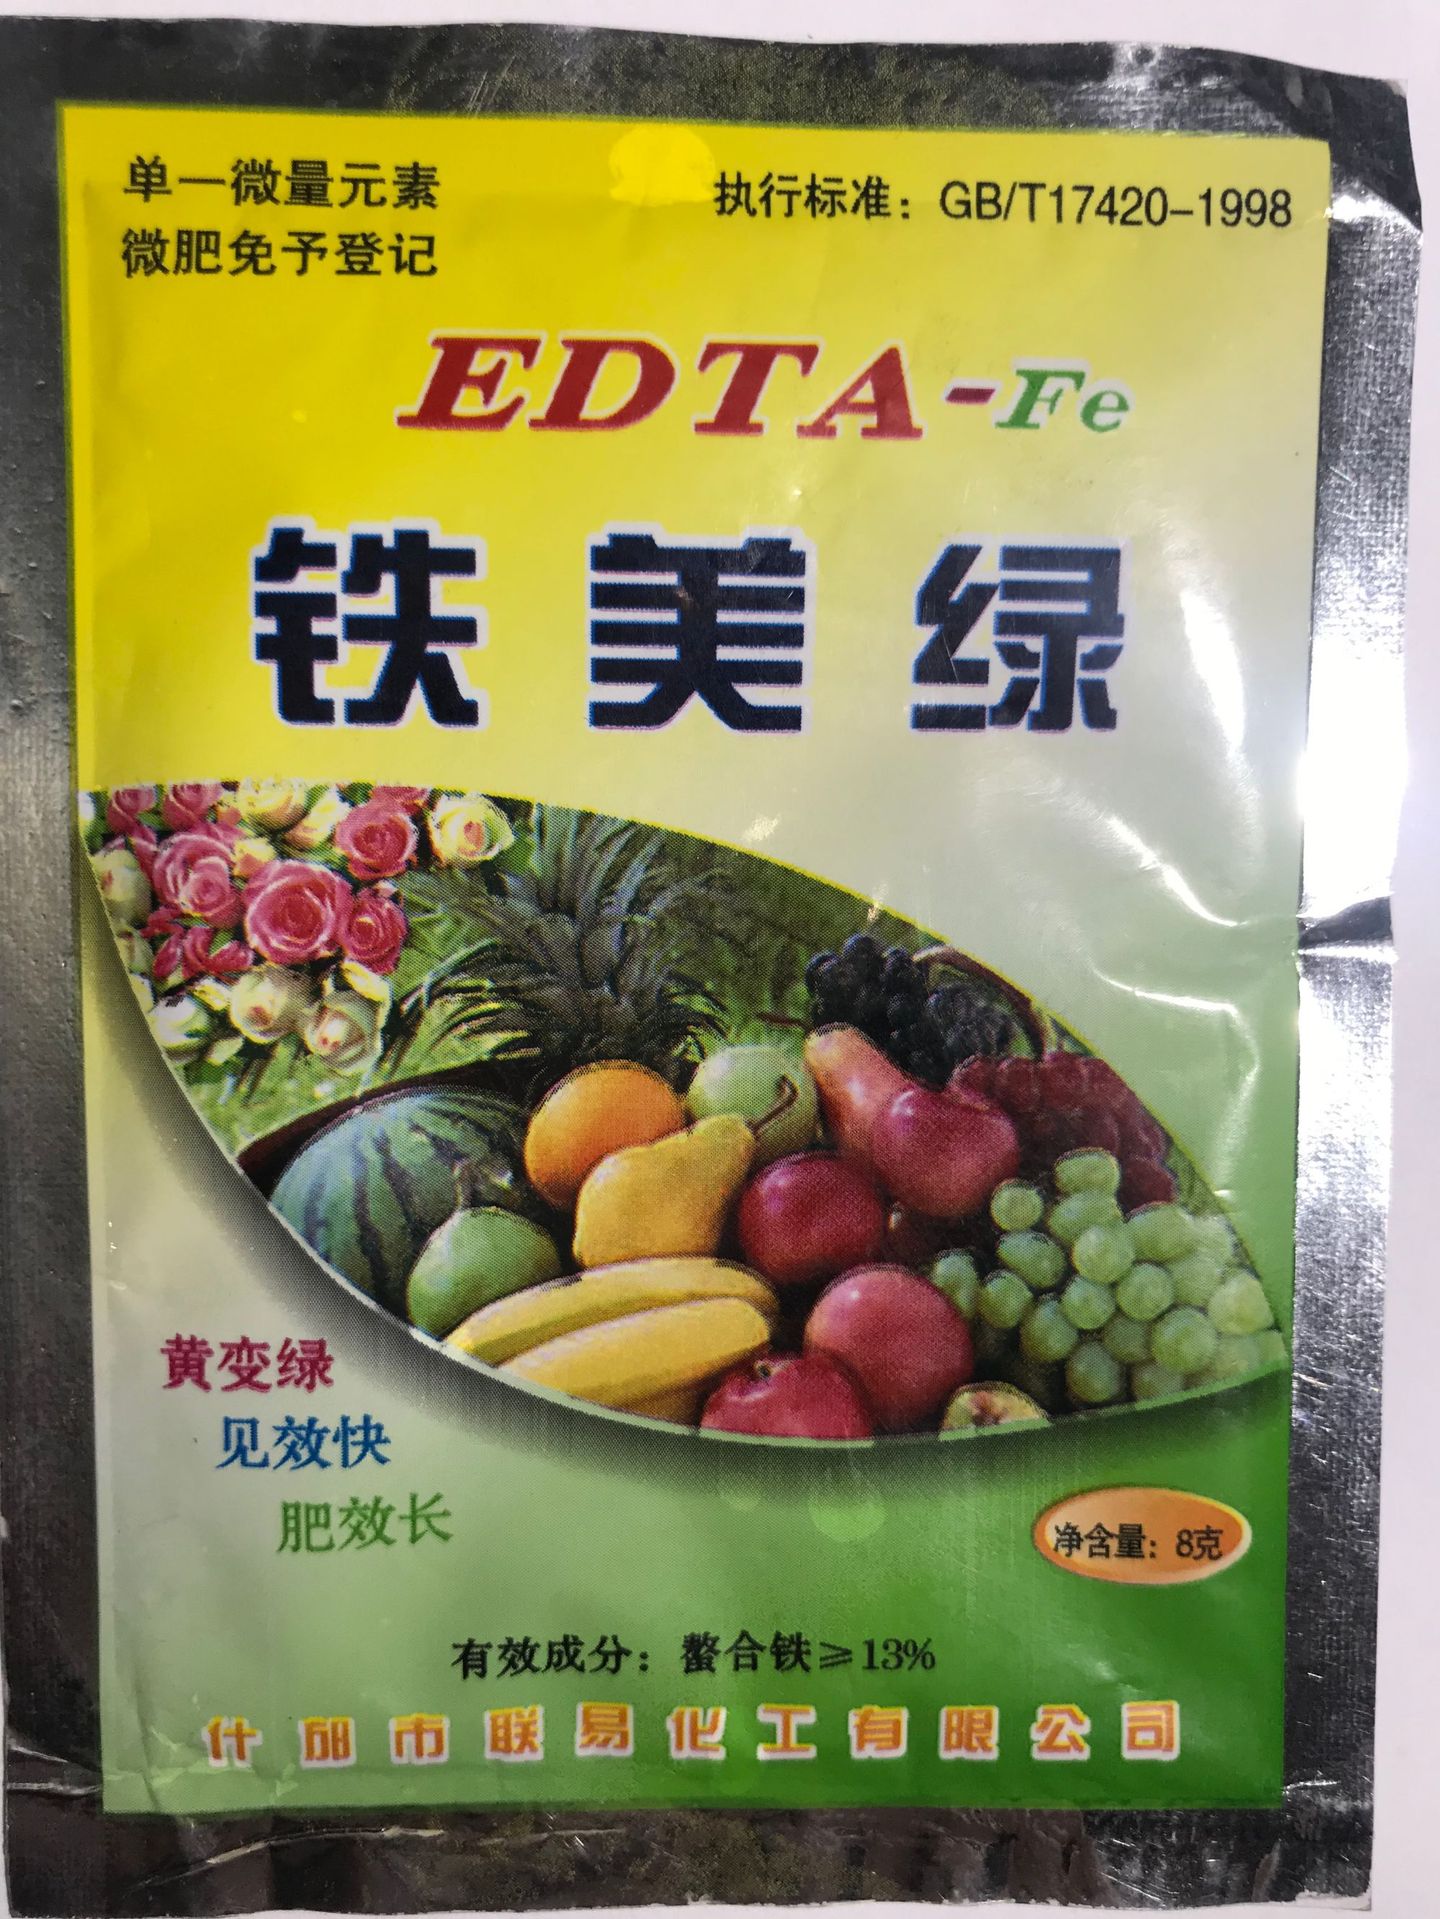 单一微量元素
微肥免予登记
执行标准：GB/T17420-1998
EDTA-Fe
铁美绿
黄变绿
见效快
肥效长
净含量：8克
有效成分：螯合铁≥13%
什邡市联易化工有限公司